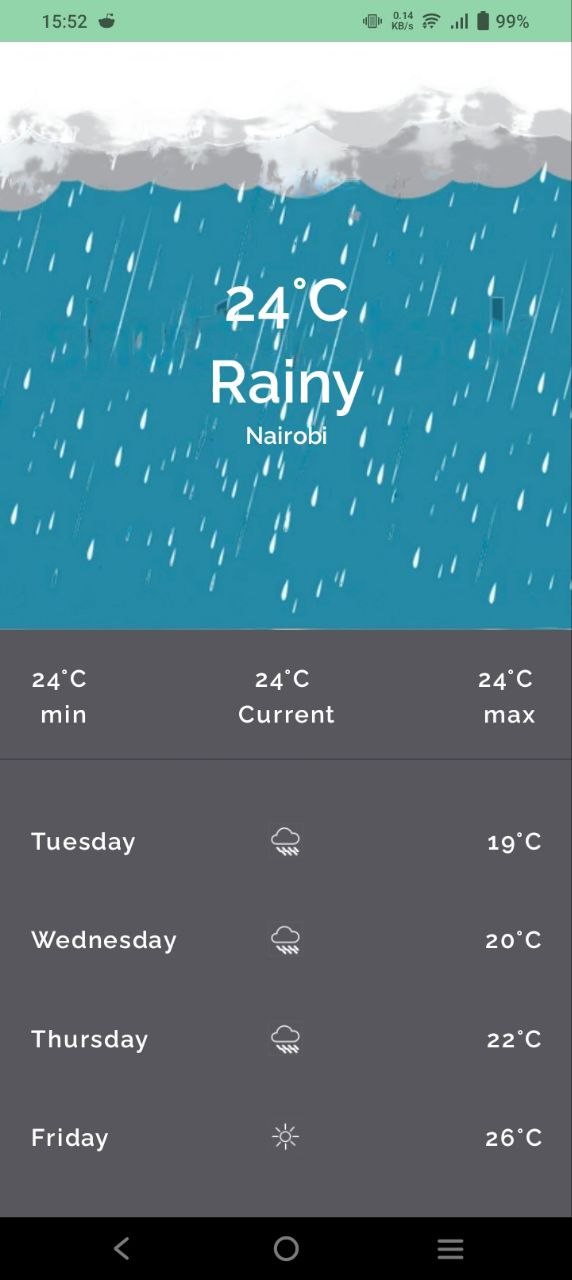 15:52 0.14 KB/s 99%
24°C
Rainy
Nairobi
24°C 24°C 24°C
min Current max
Tuesday 19°C
Wednesday 20°C
Thursday 22°C
Friday 26°C